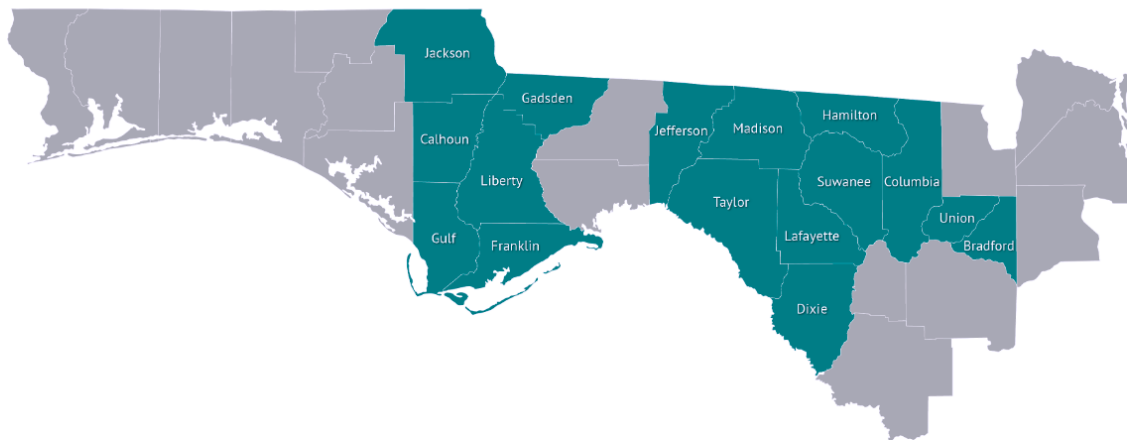 Jackson
Gadsden
Hamilton
Jefferson
Madison
Calhoun
Liberty
Suwanee
Columbia
Taylor
Union
Lafayette
Gulf
Franklin
Bradford
Dixie